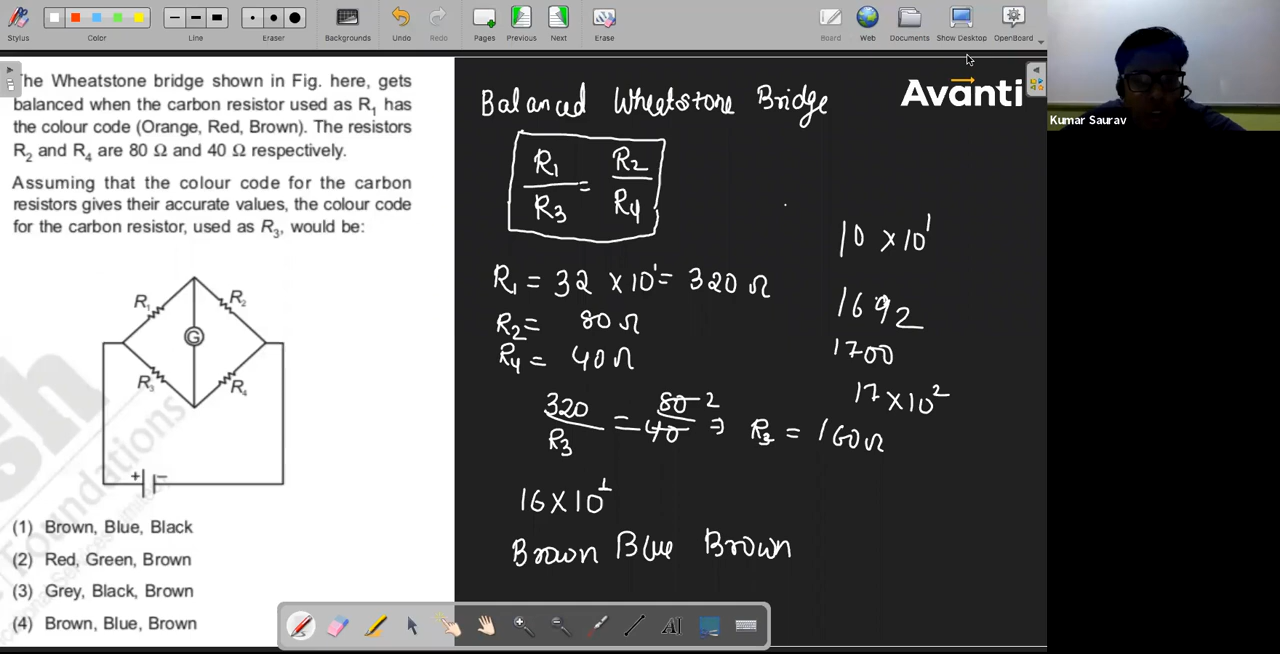 Stylus
Color
Line
Eraser
Backgrounds
Undo
Redo
Pages
Previous
Next
Erase
Board
Web
Documents
Show Desktop
OpenBoard
The Wheatstone bridge shown in Fig. here, gets
balanced when the carbon resistor used as R₁ has
the colour code (Orange, Red, Brown). The resistors
R₂ and R₄ are 80 Ω and 40 Ω respectively.
Assuming that the colour code for the carbon
resistors gives their accurate values, the colour code
for the carbon resistor, used as R₃, would be:
R₁
R₂
G
R₃
R₄
+ −
(1) Brown, Blue, Black
(2) Red, Green, Brown
(3) Grey, Black, Brown
(4) Brown, Blue, Brown
Balanced Wheatstone Bridge
R₁/R₃ = R₂/R₄
R₁ = 32 × 10¹ = 320 Ω
R₂ = 80 Ω
R₄ = 40 Ω
320/R₃ = 80/40 2 ⇒ R₃ = 160 Ω
16 × 10¹
Brown Blue Brown
10 × 10¹
1692
1700
17 × 10²
Avanti
Kumar Saurav